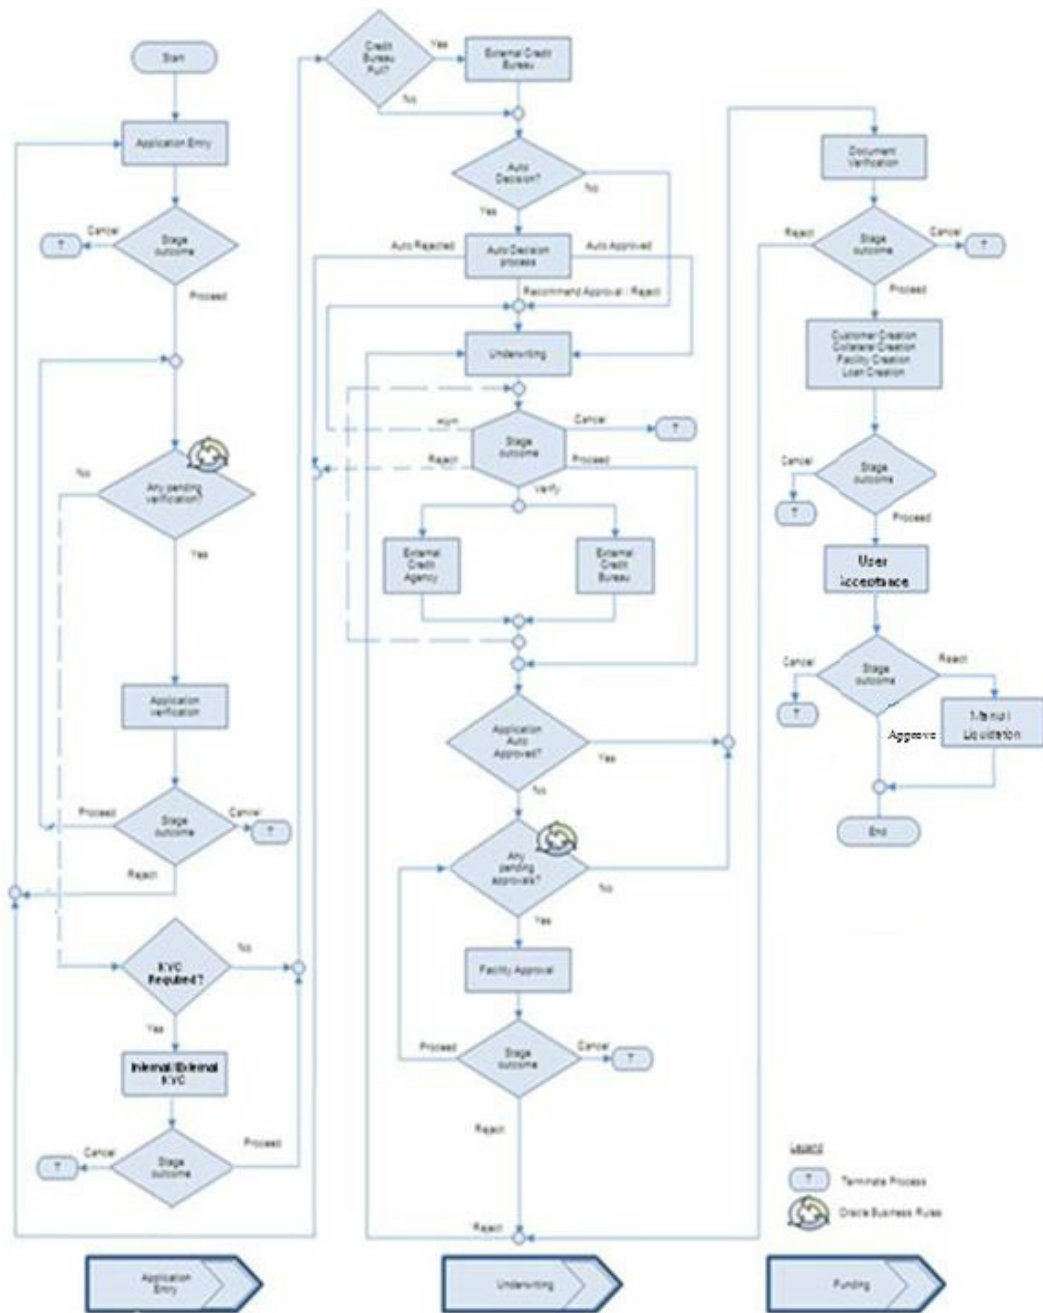 Start
Application Entry
Cancel
Stage
outcome
T
Proceed
No
Any pending
verification?
Yes
Application
verification
Proceed
Stage
outcome
Cancel
T
Reject
KYC
Required?
No
Yes
Internal/External
KYC
Cancel
Stage
outcome
Proceed
T
Application
Entry
Credit
Bureau
Pull?
Yes
External Credit
Bureau
No
Auto
Decision?
No
Yes
Auto Rejected
Auto Decision
process
Auto Approved
Recommend Approval / Reject
Underwriting
Cancel
T
Stage
outcome
Reject
Proceed
Verify
External
Credit
Agency
External
Credit
Bureau
Application
Auto
Approved?
Yes
No
Any
pending
approvals?
No
Yes
Facility Approval
Proceed
Stage
outcome
Cancel
T
Reject
Reject
Underwriting
Document
Verification
Reject
Stage
outcome
Cancel
T
Proceed
Customer Creation
Collateral Creation
Facility Creation
Loan Creation
Cancel
Stage
outcome
T
Proceed
User
Acceptance
Cancel
Stage
outcome
Reject
T
Approve
Manual
Liquidation
End
Legend
T
Terminate Process
Oracle Business Rules
Funding